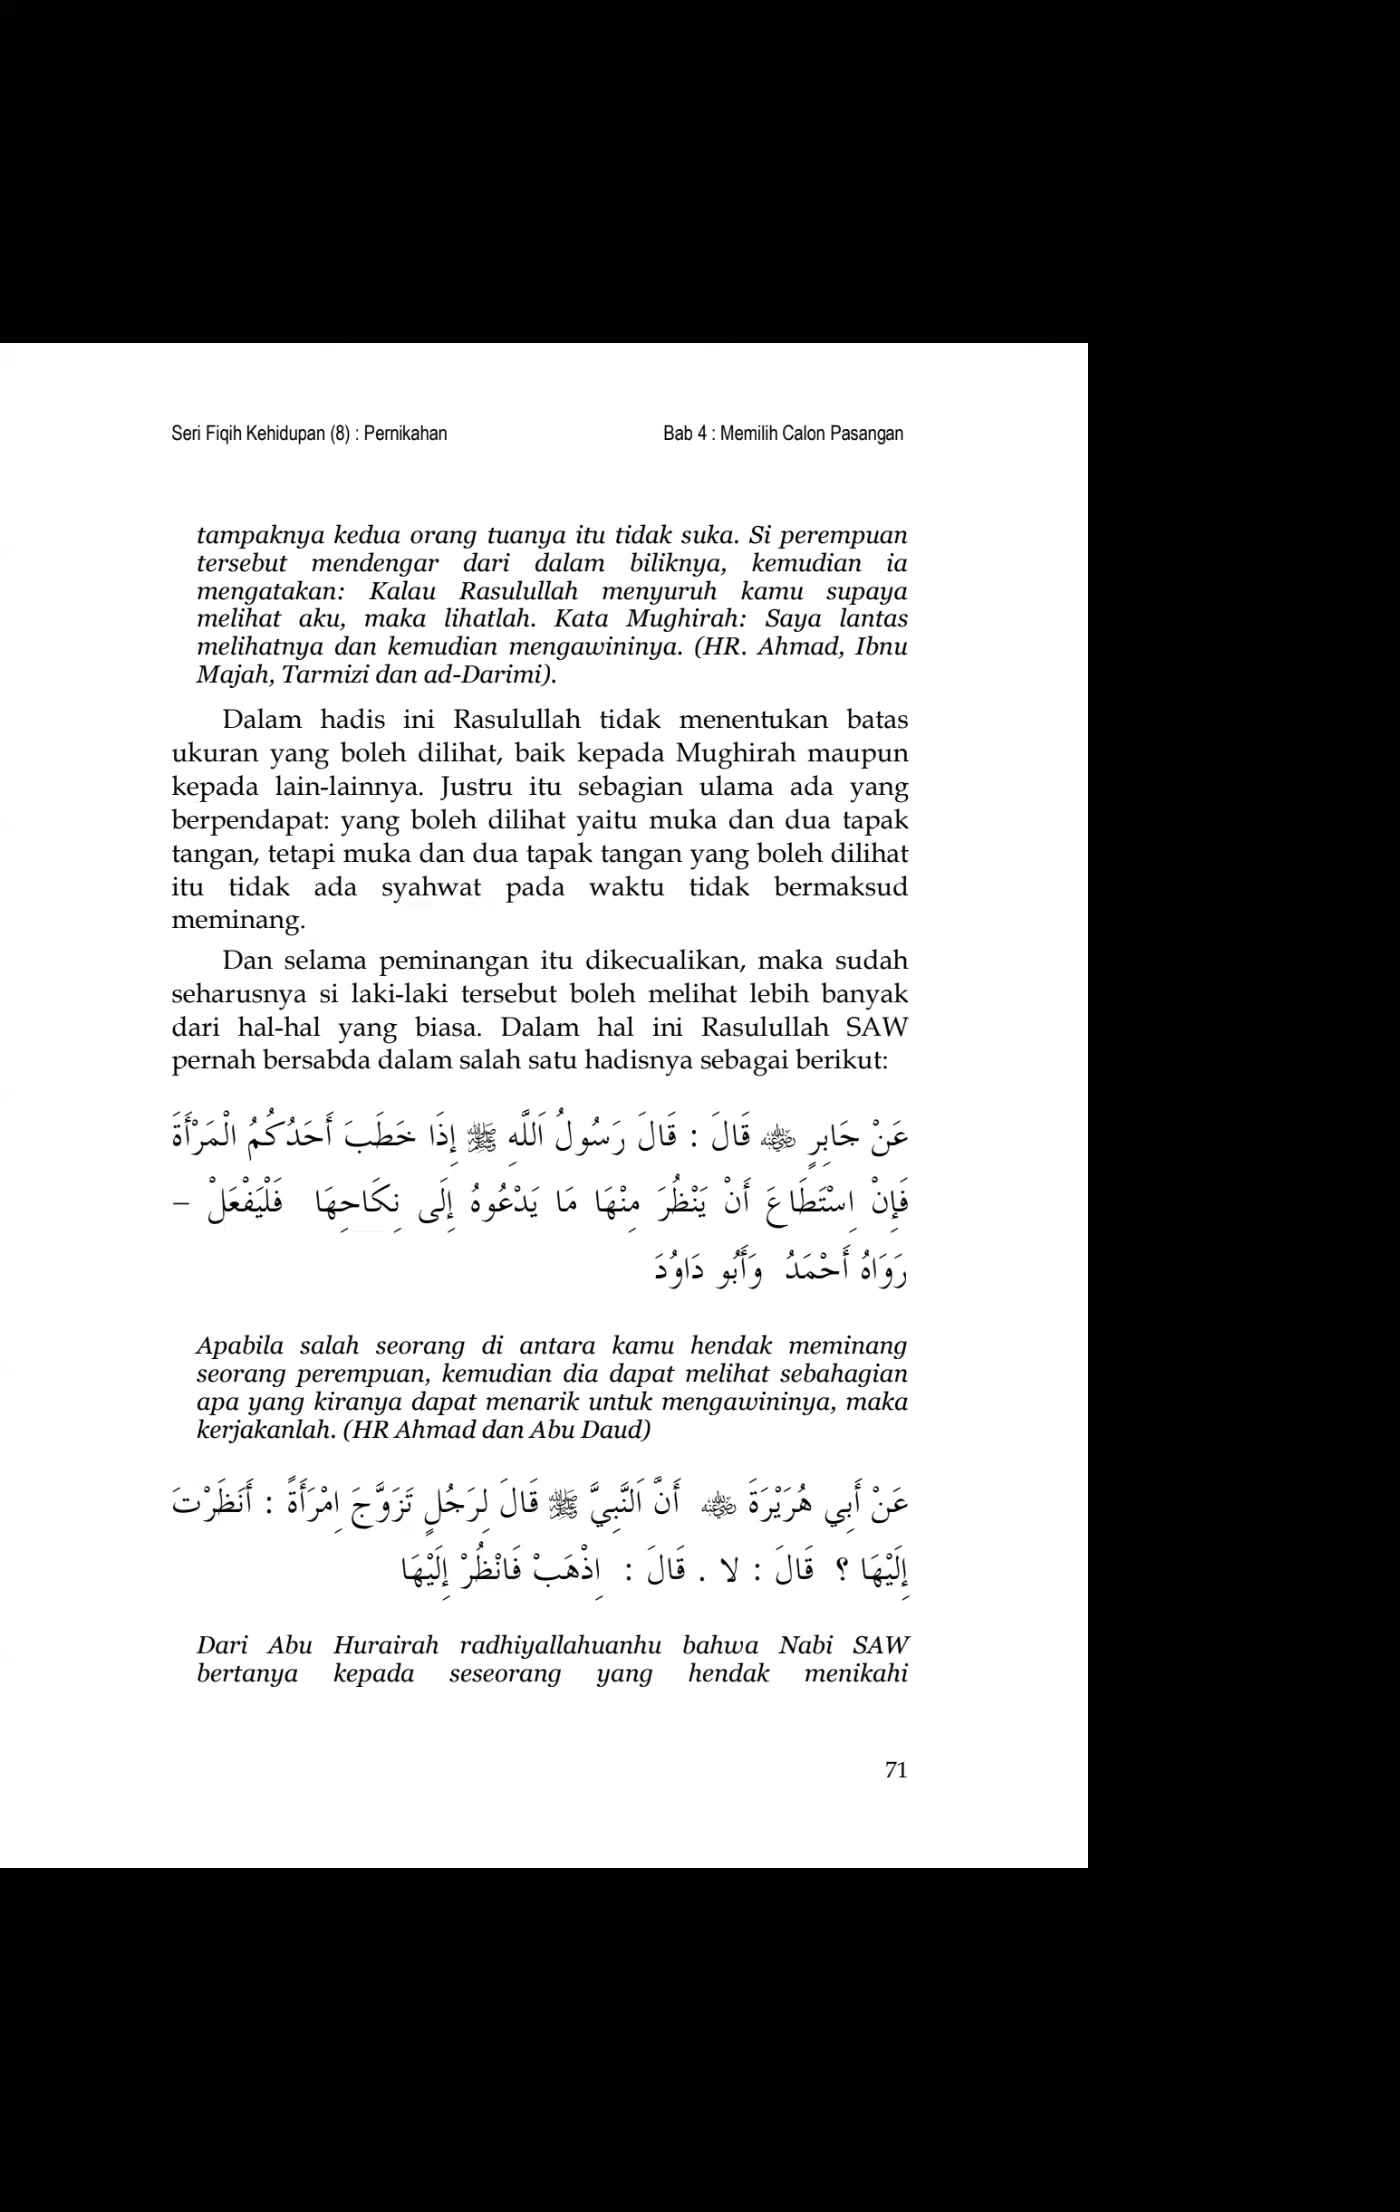 Seri Fiqih Kehidupan (8) : Pernikahan Bab 4 : Memilih Calon Pasangan
tampaknya kedua orang tuanya itu tidak suka. Si perempuan
tersebut mendengar dari dalam biliknya, kemudian ia
mengatakan: Kalau Rasulullah menyuruh kamu supaya
melihat aku, maka lihatlah. Kata Mughirah: Saya lantas
melihatnya dan kemudian mengawininya. (HR. Ahmad, Ibnu
Majah, Tarmizi dan ad-Darimi).
Dalam hadis ini Rasulullah tidak menentukan batas
ukuran yang boleh dilihat, baik kepada Mughirah maupun
kepada lain-lainnya. Justru itu sebagian ulama ada yang
berpendapat: yang boleh dilihat yaitu muka dan dua tapak
tangan, tetapi muka dan dua tapak tangan yang boleh dilihat
itu tidak ada syahwat pada waktu tidak bermaksud
meminang.
Dan selama peminangan itu dikecualikan, maka sudah
seharusnya si laki-laki tersebut boleh melihat lebih banyak
dari hal-hal yang biasa. Dalam hal ini Rasulullah SAW
pernah bersabda dalam salah satu hadisnya sebagai berikut:
عَنْ جَابِرٍ ﷺ قَالَ : قَالَ رَسُولُ اَللَّهِ ﷺ إِذَا خَطَبَ أَحَدُكُمُ الْمَرْأَةَ
فَإِنْ اِسْتَطَاعَ أَنْ يَنْظُرَ مِنْهَا مَا يَدْعُوهُ إِلَى نِكَاحِهَا فَلْيَفْعَلْ –
رَوَاهُ أَحْمَدُ وَأَبُو دَاوُدَ
Apabila salah seorang di antara kamu hendak meminang
seorang perempuan, kemudian dia dapat melihat sebahagian
apa yang kiranya dapat menarik untuk mengawininya, maka
kerjakanlah. (HR Ahmad dan Abu Daud)
عَنْ أَبِي هُرَيْرَةَ رضي الله عنه أَنَّ اَلنَّبِيَّ ﷺ قَالَ لِرَجُلٍ تَزَوَّجَ اِمْرَأَةً : أَنَظَرْتَ
إِلَيْهَا ؟ قَالَ : لا . قَالَ : اِذْهَبْ فَانْظُرْ إِلَيْهَا
Dari Abu Hurairah radhiyallahuanhu bahwa Nabi SAW
bertanya kepada seseorang yang hendak menikahi
71